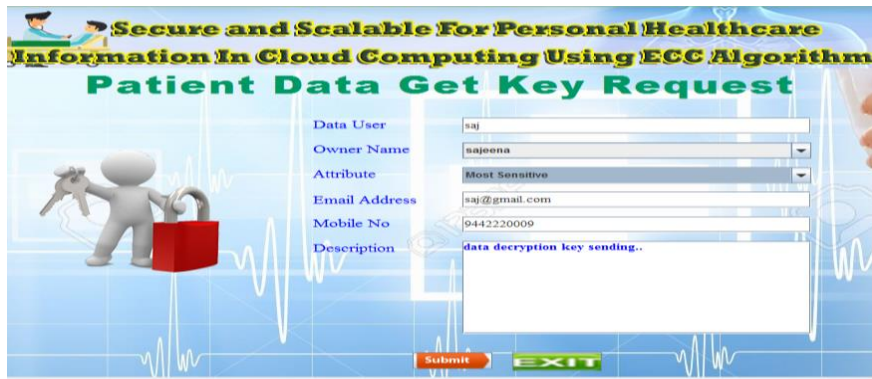 Secure and Scalable For Personal Healthcare
Information In Cloud Computing Using ECC Algorithm
Patient Data Get Key Request
Data User saj
Owner Name sajeena
Attribute Most Sensitive
Email Address saj@gmail.com
Mobile No 9442220009
Description data decryption key sending..
Submit EXIT